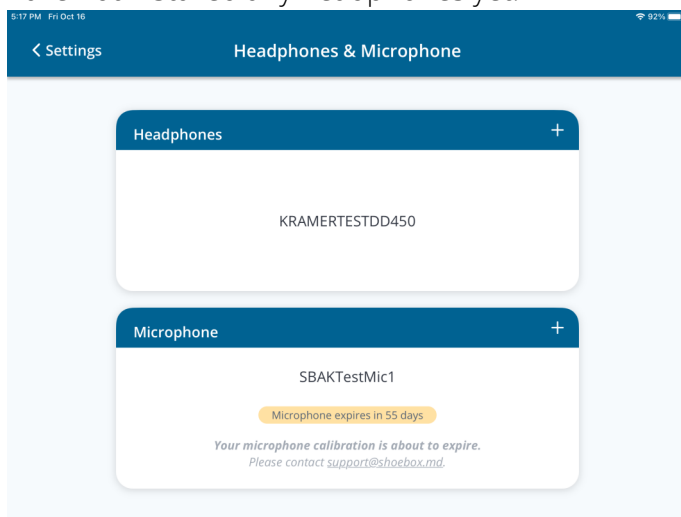 5:17 PM Fri Oct 16
92%
Settings
Headphones & Microphone
Headphones
+
KRAMERTESTDD450
Microphone
+
SBAKTestMic1
Microphone expires in 55 days
Your microphone calibration is about to expire.
Please contact support@shoebox.md.